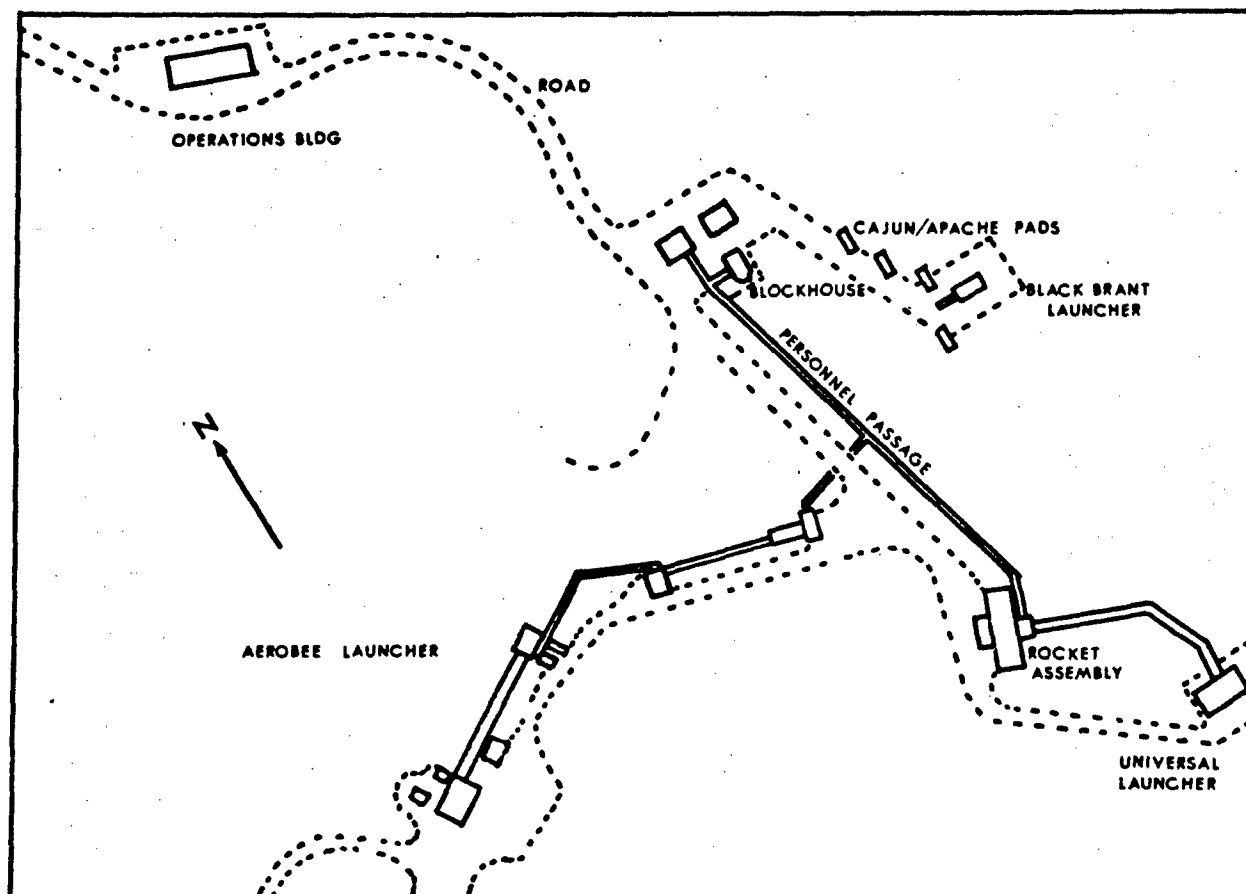 ROAD
OPERATIONS BLDG
CAJUN/APACHE PADS
BLOCKHOUSE
BLACK BRANT
LAUNCHER
PERSONNEL PASSAGE
N
AEROBEE LAUNCHER
ROCKET
ASSEMBLY
UNIVERSAL
LAUNCHER